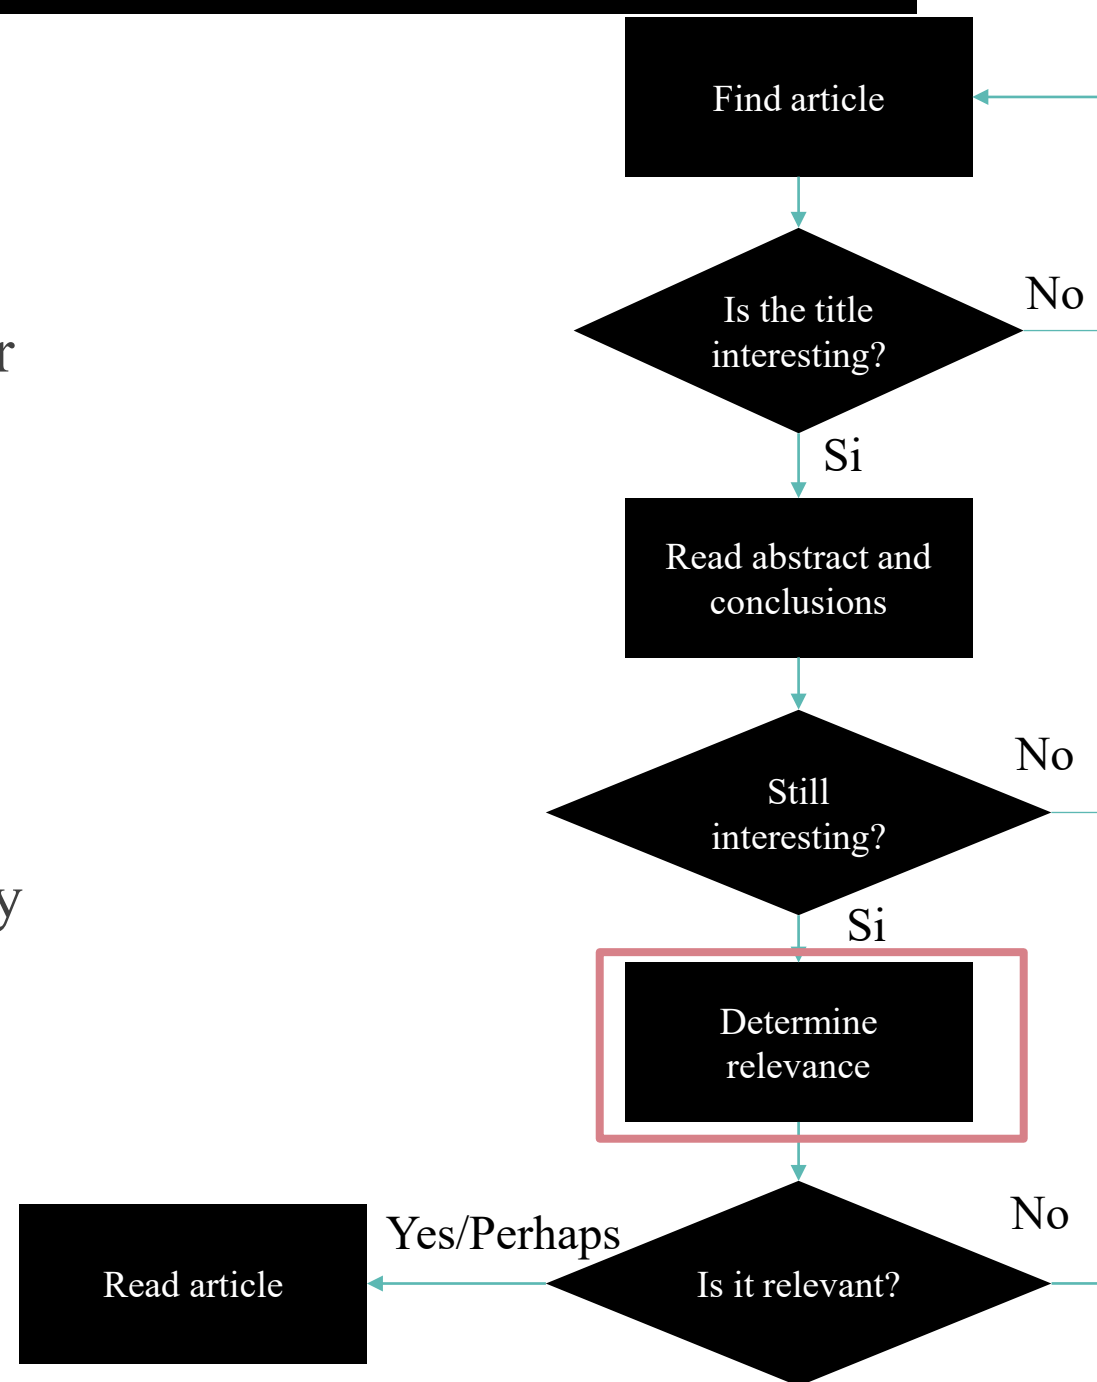 Find article
Is the title
interesting?
No
r
Si
Read abstract and
conclusions
Still
interesting?
No
y
Si
Determine
relevance
Yes/Perhaps
No
Read article
Is it relevant?